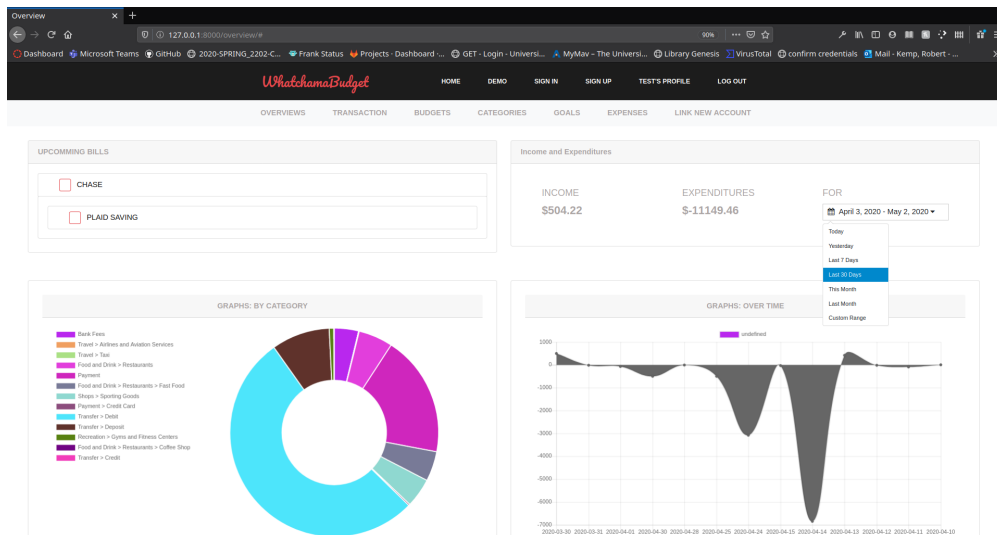 Overview × +
127.0.0.1:8000/overview/# 90%
Dashboard Microsoft Teams GitHub 2020-SPRING_2202-C... Frank Status Projects · Dashboard ·... GET - Login - Universi... MyMav – The Universi... Library Genesis VirusTotal confirm credentials Mail - Kemp, Robert - ...
WhatchamaBudget HOME DEMO SIGN IN SIGN UP TEST'S PROFILE LOG OUT
OVERVIEWS TRANSACTION BUDGETS CATEGORIES GOALS EXPENSES LINK NEW ACCOUNT
UPCOMMING BILLS
CHASE
PLAID SAVING
Income and Expenditures
INCOME EXPENDITURES FOR
$504.22 $-11149.46 April 3, 2020 - May 2, 2020
Today
Yesterday
Last 7 Days
Last 30 Days
This Month
Last Month
Custom Range
GRAPHS: BY CATEGORY
Bank Fees
Travel > Airlines and Aviation Services
Travel > Taxi
Food and Drink > Restaurants
Payment
Food and Drink > Restaurants > Fast Food
Shops > Sporting Goods
Payment > Credit Card
Transfer > Debit
Transfer > Deposit
Recreation > Gyms and Fitness Centers
Food and Drink > Restaurants > Coffee Shop
Transfer > Credit
GRAPHS: OVER TIME
undefined
1000
0
-1000
-2000
-3000
-4000
-5000
-6000
-7000
2020-03-30 2020-03-31 2020-04-01 2020-04-30 2020-04-28 2020-04-25 2020-04-24 2020-04-15 2020-04-14 2020-04-13 2020-04-12 2020-04-11 2020-04-10